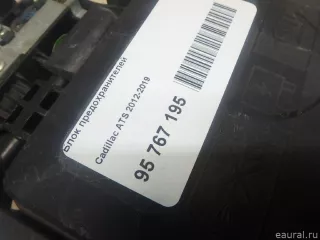 Блок предохранителей
Cadillac ATS 2012-2019
95 767 195
eaural.ru